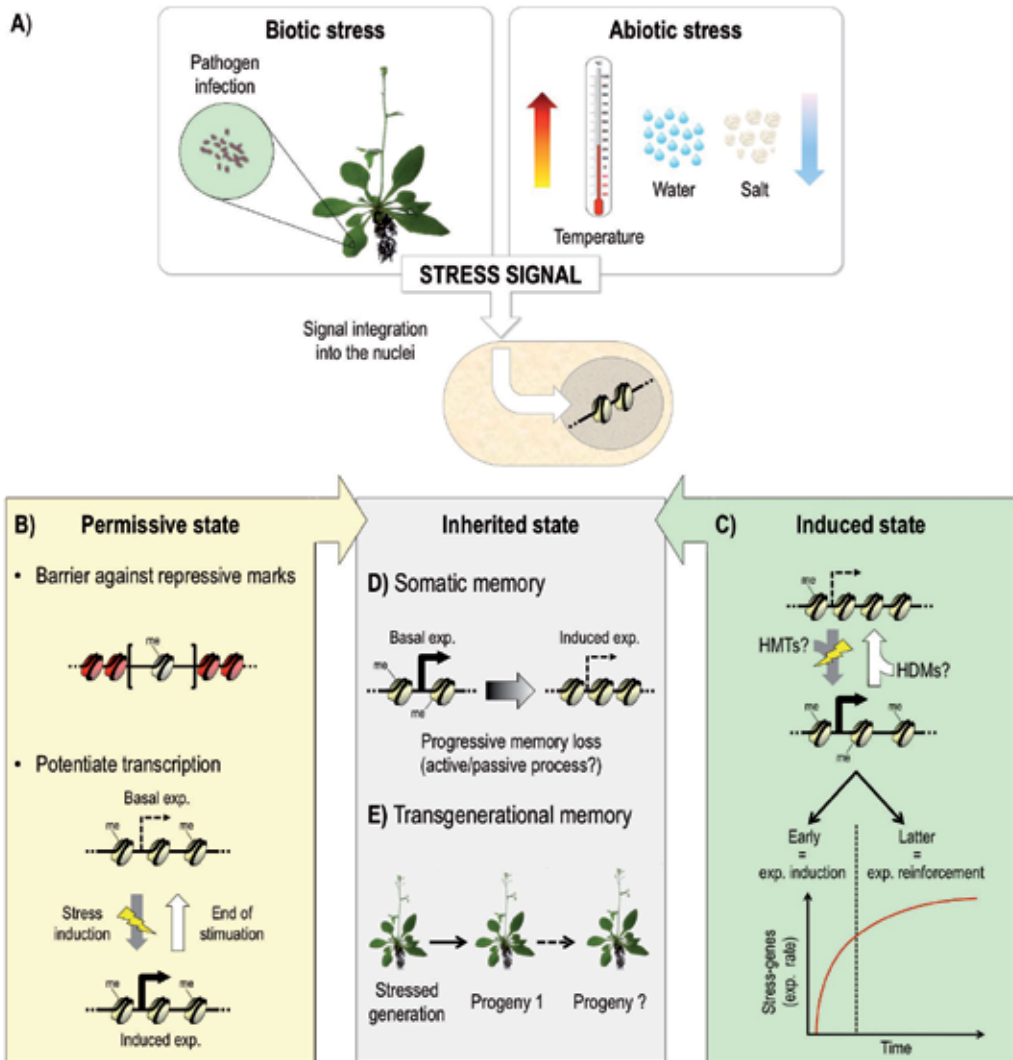 A)
Biotic stress
Pathogen
infection
Abiotic stress
Temperature
Water
Salt
STRESS SIGNAL
Signal integration
into the nuclei
B)
Permissive state
• Barrier against repressive marks
me
• Potentiate transcription
Basal exp.
me
me
Stress
induction
End of
stimuation
me
me
Induced exp.
Inherited state
D) Somatic memory
Basal exp.
me
me
Induced exp.
Progressive memory loss
(active/passive process?)
E) Transgenerational memory
Stressed
generation
Progeny 1
Progeny ?
C)
Induced state
me
HMTs?
HDMs?
me
me
me
Early
=
exp. induction
Latter
=
exp. reinforcement
Stress-genes
(exp. rate)
Time